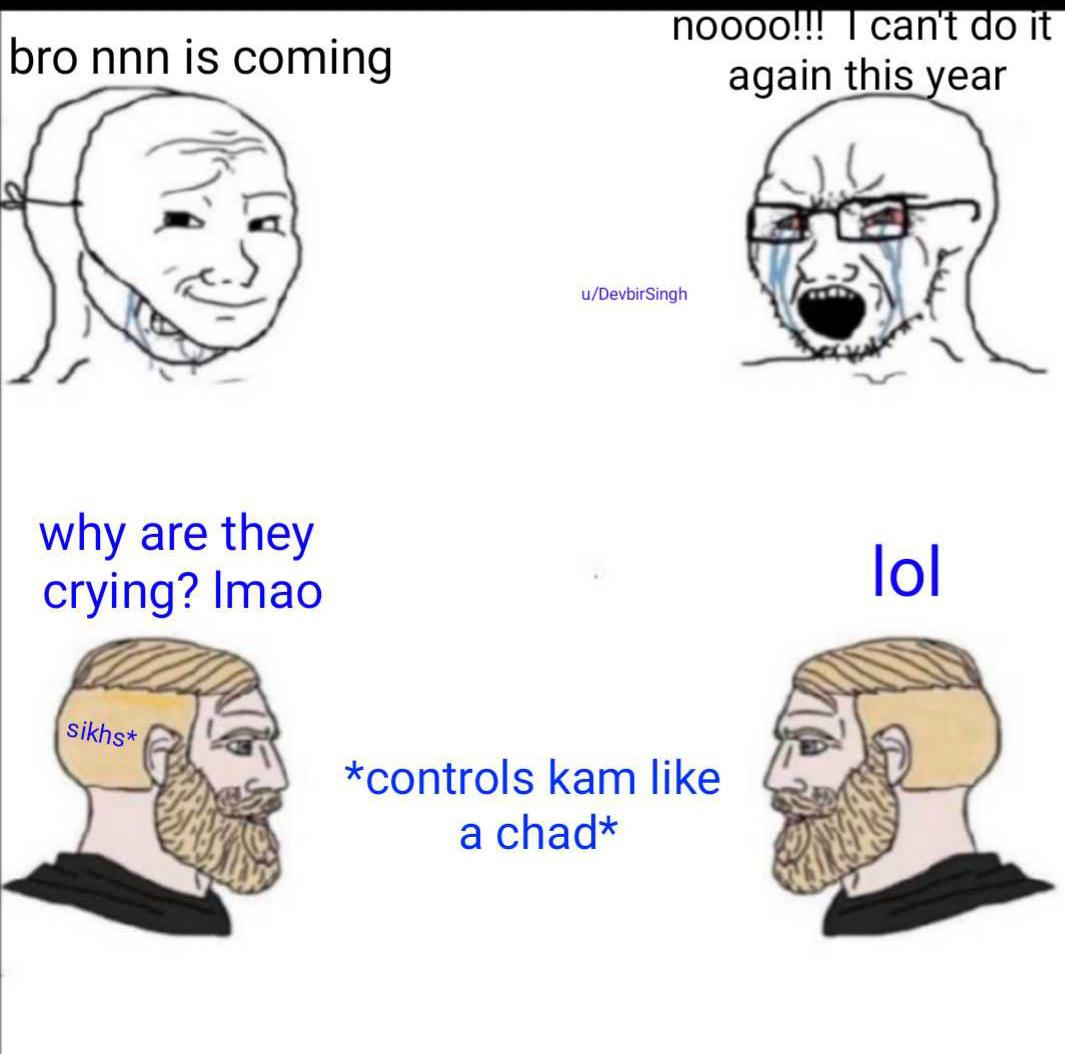 bro nnn is coming
noooo!!! I can't do it
again this year
u/DevbirSingh
why are they
crying? lmao
lol
sikhs*
*controls kam like
a chad*